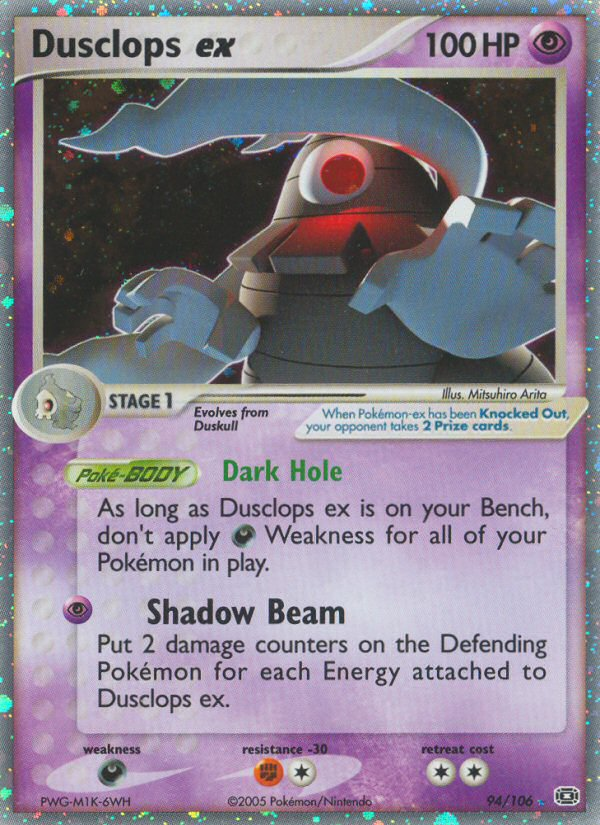 Dusclops ex 100 HP
Illus. Mitsuhiro Arita
STAGE 1
Evolves from
Duskull
When Pokémon-ex has been Knocked Out,
your opponent takes 2 Prize cards.
Poké-BODY Dark Hole
As long as Dusclops ex is on your Bench,
don't apply Weakness for all of your
Pokémon in play.
Shadow Beam
Put 2 damage counters on the Defending
Pokémon for each Energy attached to
Dusclops ex.
weakness resistance -30 retreat cost
PWG-M1K-6WH ©2005 Pokémon/Nintendo 94/106